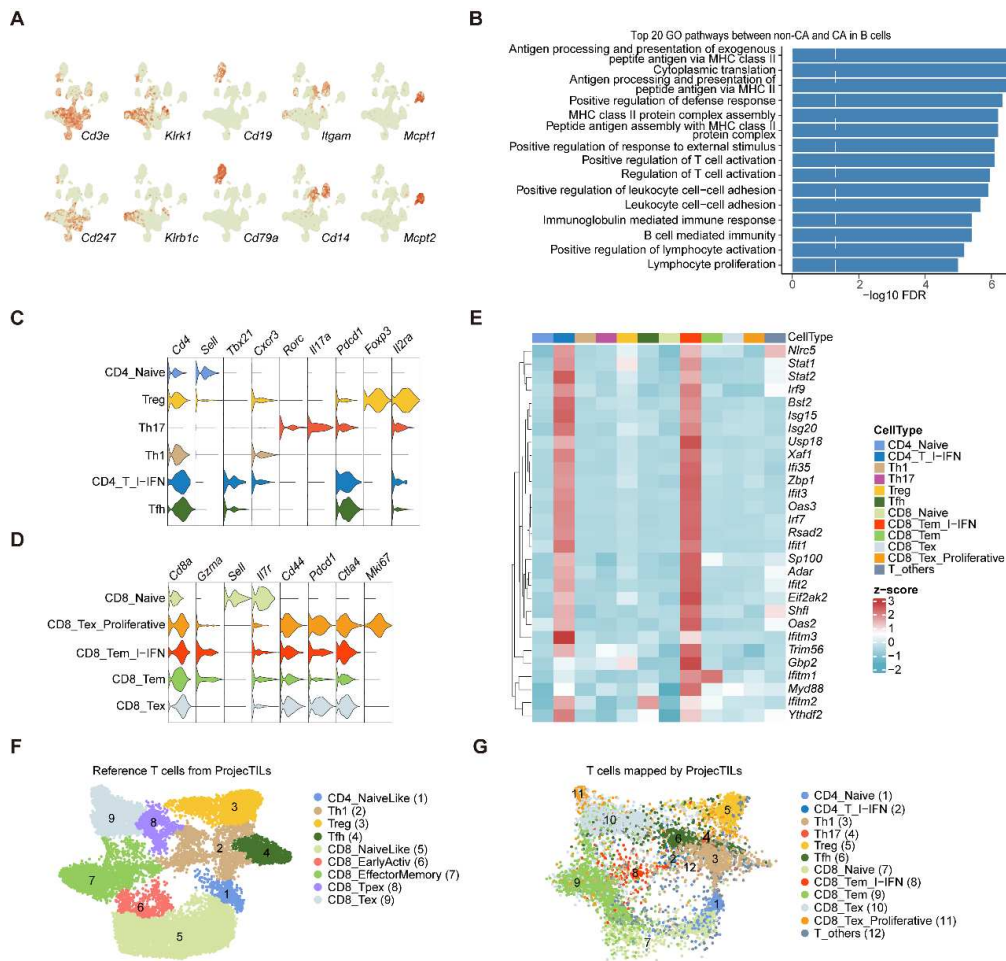 A
Cd3e
Klrk1
Cd19
Itgam
Mcpt1
Cd247
Klrb1c
Cd79a
Cd14
Mcpt2
B
Top 20 GO pathways between non-CA and CA in B cells
Antigen processing and presentation of exogenous
peptite antigen via MHC class II
Cytoplasmic translation
Antigen processing and presentation of
peptide antigen via MHC II
Positive regulation of defense response
MHC class II protein complex assembly
Peptide antigen assembly with MHC class II
protein complex
Positive regulation of response to external stimulus
Positive regulation of T cell activation
Regulation of T cell activation
Positive regulation of leukocyte cell-cell adhesion
Leukocyte cell-cell adhesion
Immunoglobulin mediated immune response
B cell mediated immunity
Positive regulation of lymphocyte activation
Lymphocyte proliferation
0 2 4 6
-log10 FDR
C
Cd4 Sell Tbx21 Cxcr3 Rorc Il17a Pdcd1 Foxp3 Il2ra
CD4_Naive
Treg
Th17
Th1
CD4_T_I-IFN
Tfh
D
Cd8a Gzma Sell Il7r Cd44 Pdcd1 Ctla4 Mki67
CD8_Naive
CD8_Tex_Proliferative
CD8_Tem_I-IFN
CD8_Tem
CD8_Tex
E
CellType
Nlrc5
Stat1
Stat2
Irf9
Bst2
Isg15
Isg20
Usp18
Xaf1
Ifi35
Zbp1
Ifit3
Oas3
Irf7
Rsad2
Ifit1
Sp100
Adar
Ifit2
Eif2ak2
Shfl
Oas2
Ifitm3
Trim56
Gbp2
Ifitm1
Myd88
Ifitm2
Ythdf2
CellType
CD4_Naive
CD4_T_I-IFN
Th1
Th17
Treg
Tfh
CD8_Naive
CD8_Tem_I-IFN
CD8_Tem
CD8_Tex
CD8_Tex_Proliferative
T_others
z-score
3
2
1
0
-1
-2
F
Reference T cells from ProjecTILs
9
8
3
2
4
7
6
1
5
CD4_NaiveLike (1)
Th1 (2)
Treg (3)
Tfh (4)
CD8_NaiveLike (5)
CD8_EarlyActiv (6)
CD8_EffectorMemory (7)
CD8_Tpex (8)
CD8_Tex (9)
G
T cells mapped by ProjecTILs
11
10
5
6
4
2
12
3
8
9
1
7
CD4_Naive (1)
CD4_T_I-IFN (2)
Th1 (3)
Th17 (4)
Treg (5)
Tfh (6)
CD8_Naive (7)
CD8_Tem_I-IFN (8)
CD8_Tem (9)
CD8_Tex (10)
CD8_Tex_Proliferative (11)
T_others (12)